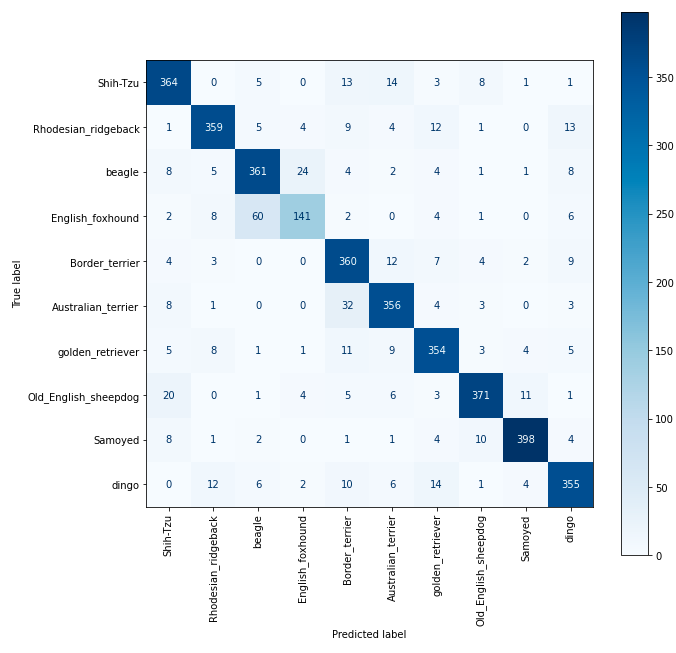 Shih-Tzu 364 0 5 0 13 14 3 8 1 1
Rhodesian_ridgeback 1 359 5 4 9 4 12 1 0 13
beagle 8 5 361 24 4 2 4 1 1 8
English_foxhound 2 8 60 141 2 0 4 1 0 6
Border_terrier 4 3 0 0 360 12 7 4 2 9
Australian_terrier 8 1 0 0 32 356 4 3 0 3
golden_retriever 5 8 1 1 11 9 354 3 4 5
Old_English_sheepdog 20 0 1 4 5 6 3 371 11 1
Samoyed 8 1 2 0 1 1 4 10 398 4
dingo 0 12 6 2 10 6 14 1 4 355
True label
Shih-Tzu
Rhodesian_ridgeback
beagle
English_foxhound
Border_terrier
Australian_terrier
golden_retriever
Old_English_sheepdog
Samoyed
dingo
Predicted label
350
300
250
200
150
100
50
0